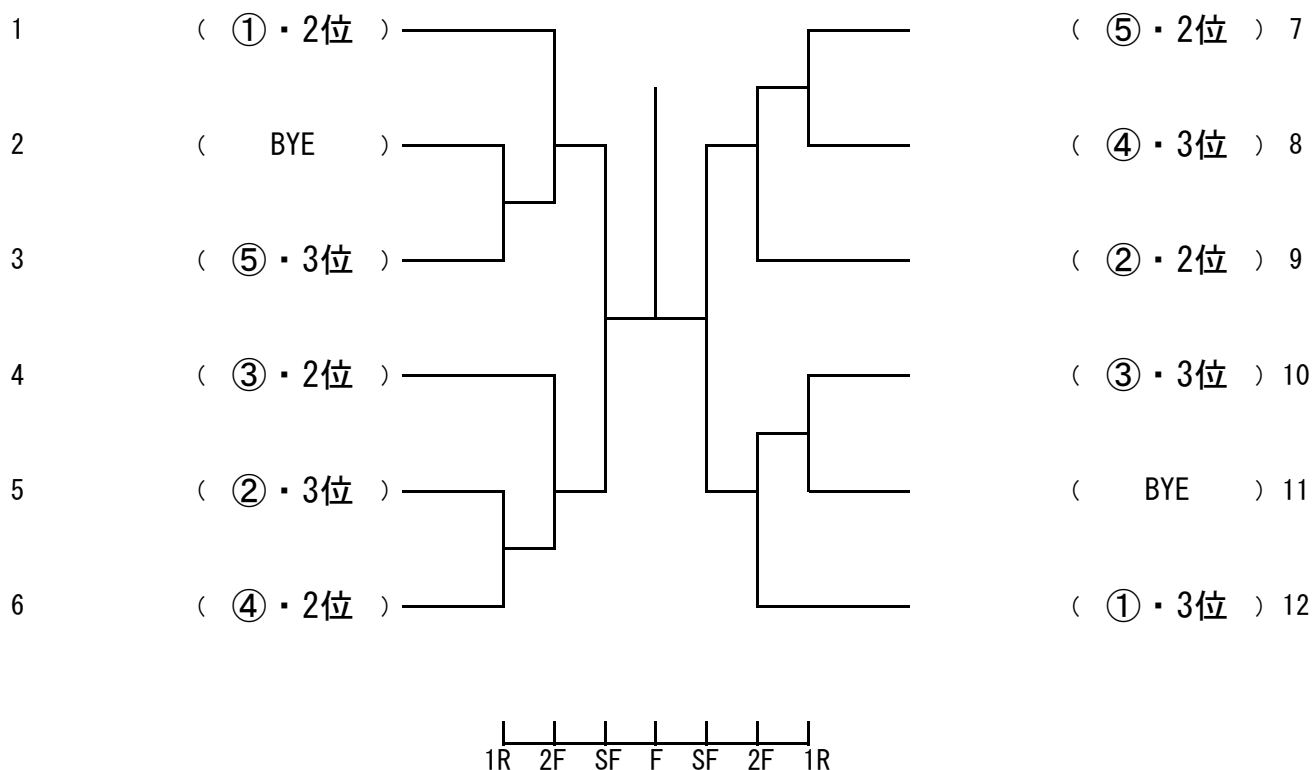 1 ( ①・2位 ) ( ⑤・2位 ) 7
2 ( BYE ) ( ④・3位 ) 8
3 ( ⑤・3位 ) ( ②・2位 ) 9
4 ( ③・2位 ) ( ③・3位 ) 10
5 ( ②・3位 ) ( BYE ) 11
6 ( ④・2位 ) ( ①・3位 ) 12
1R 2F SF F SF 2F 1R